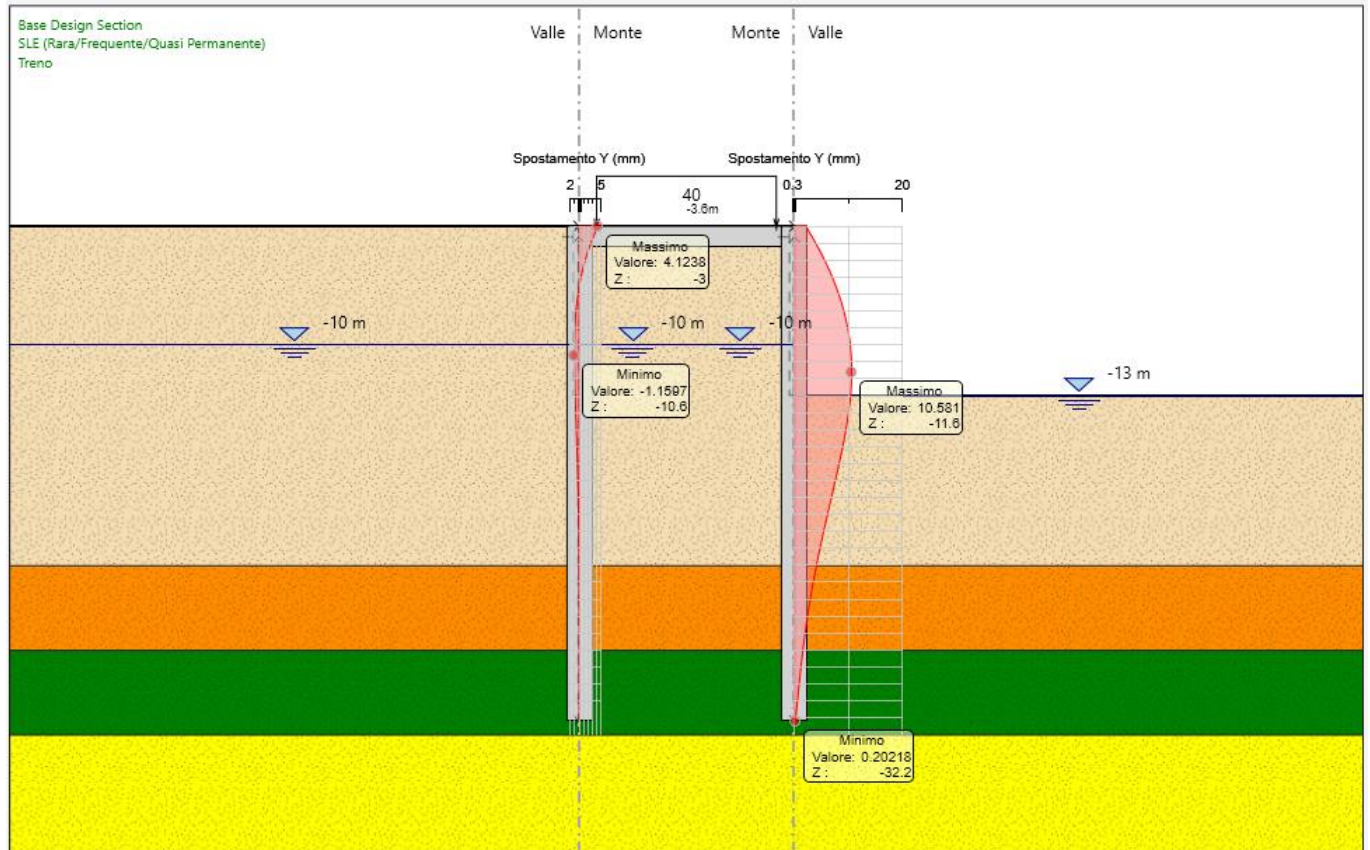 Base Design Section
SLE (Rara/Frequente/Quasi Permanente)
Treno
Valle Monte Monte Valle
Spostamento Y (mm) Spostamento Y (mm)
2 5 40 0.3 20
-3.6m
Massimo
Valore: 4.1238
Z : -3
-10 m -10 m -10 m
Minimo
Valore: -1.1597
Z : -10.6
-13 m
Massimo
Valore: 10.581
Z : -11.6
Minimo
Valore: 0.20218
Z : -32.2